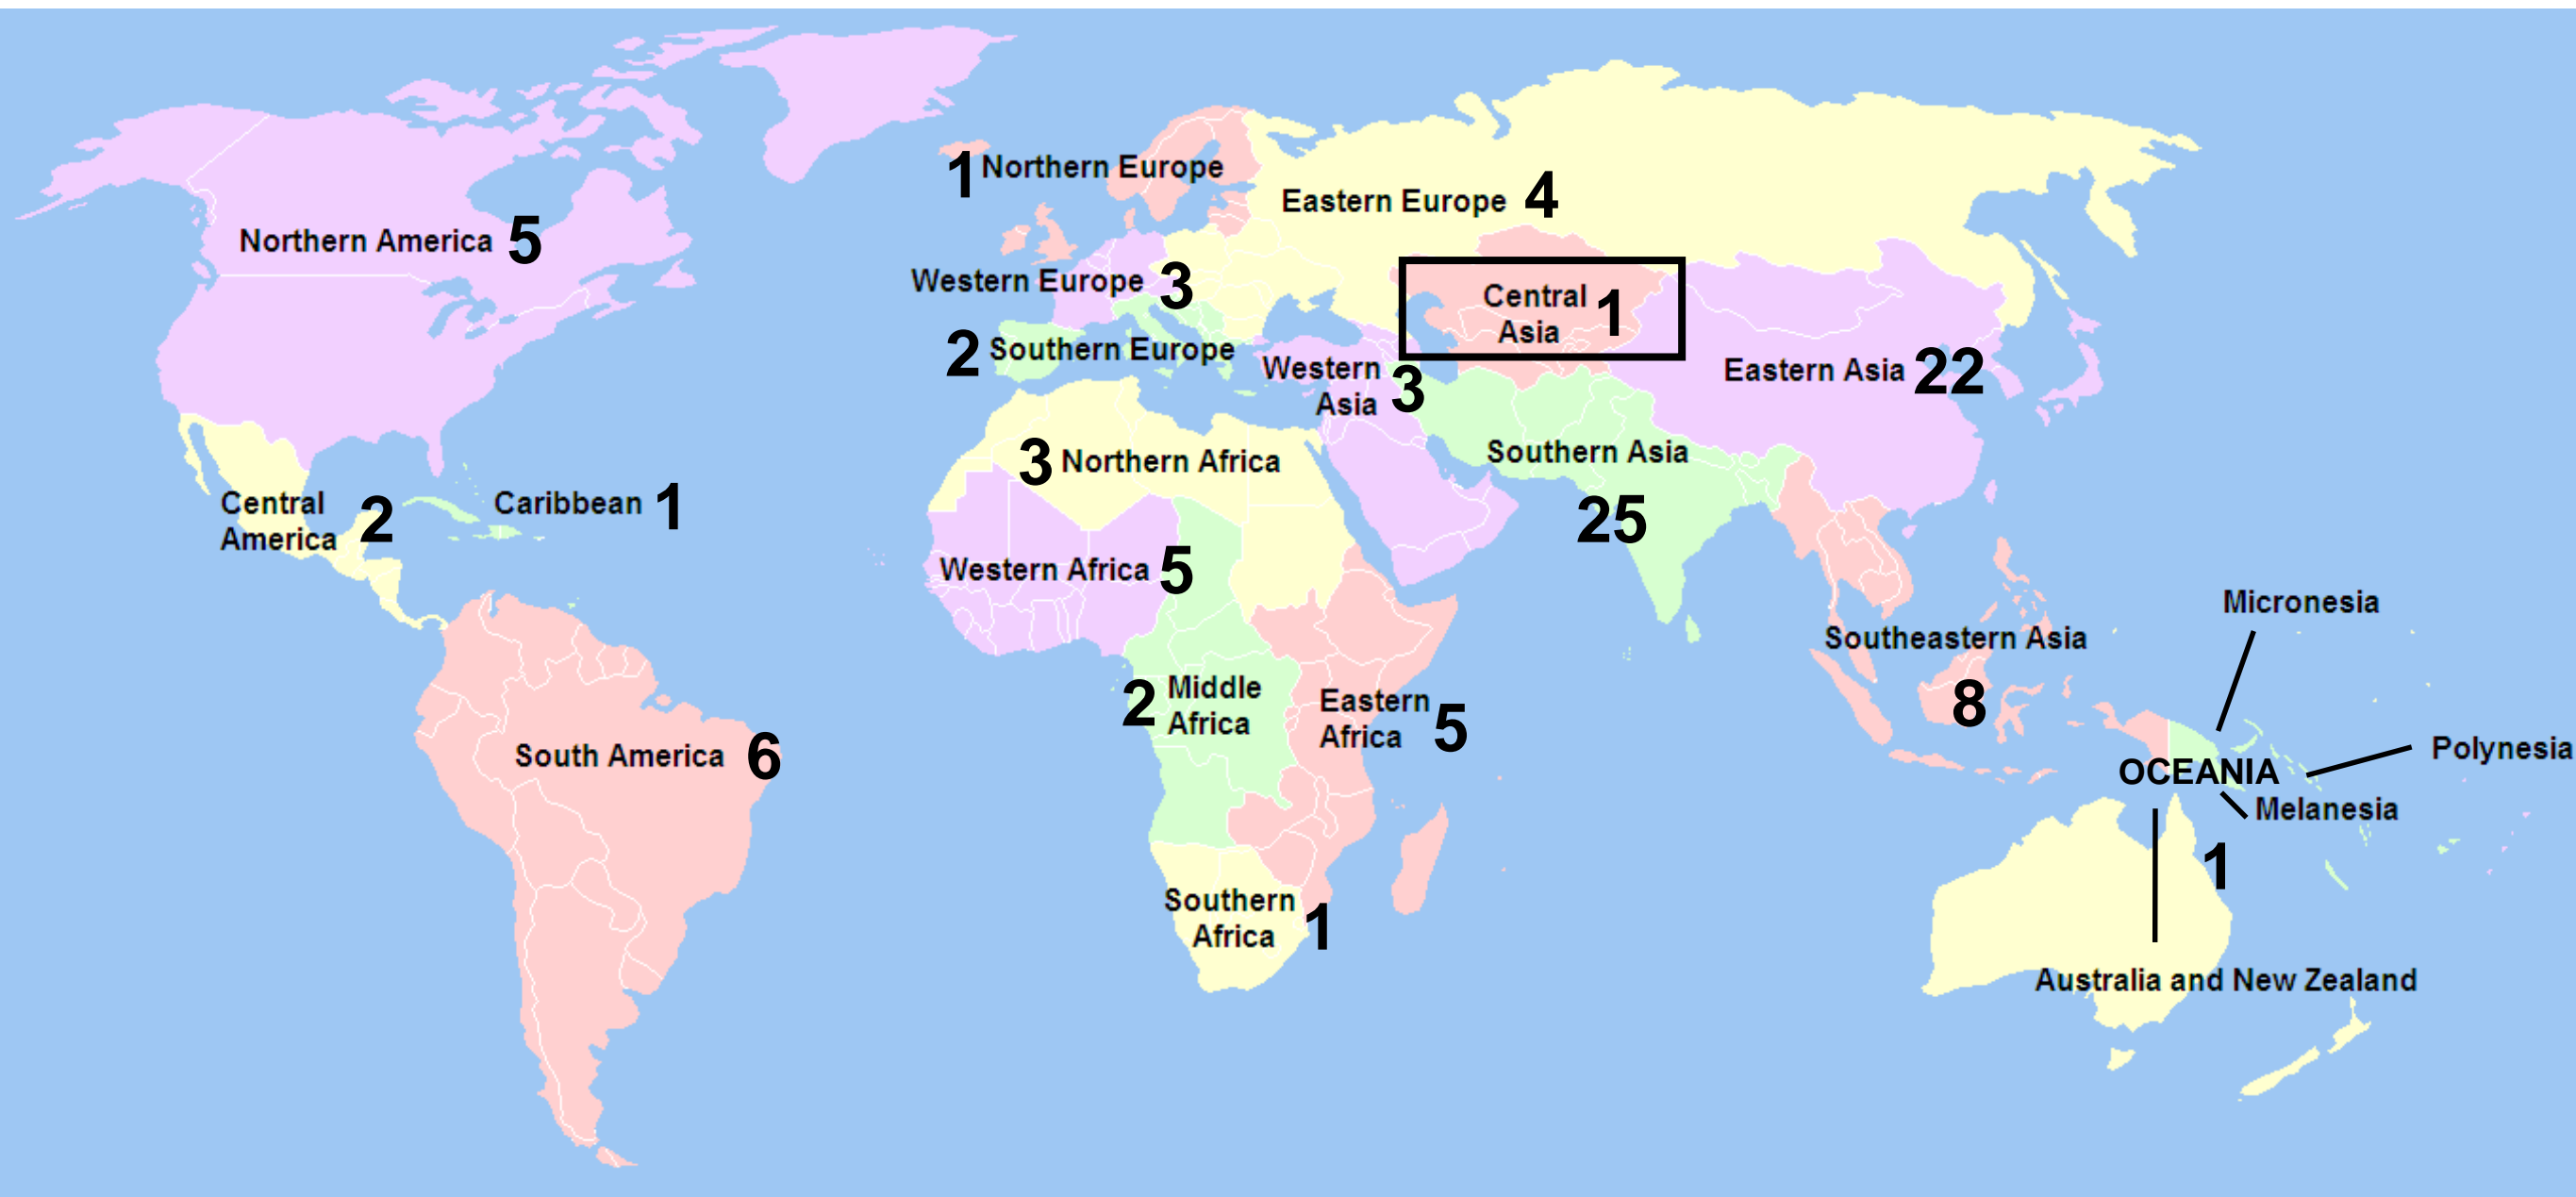 1 Northern Europe
Eastern Europe 4
Northern America 5
Western Europe 3
Central 1
Asia
2 Southern Europe
Western
Asia 3
Eastern Asia 22
3 Northern Africa
Southern Asia
25
Central
America 2
Caribbean 1
Western Africa 5
Micronesia
Southeastern Asia
8
2 Middle
Africa
Eastern
Africa 5
South America 6
Polynesia
OCEANIA
Melanesia
1
Southern
Africa 1
Australia and New Zealand